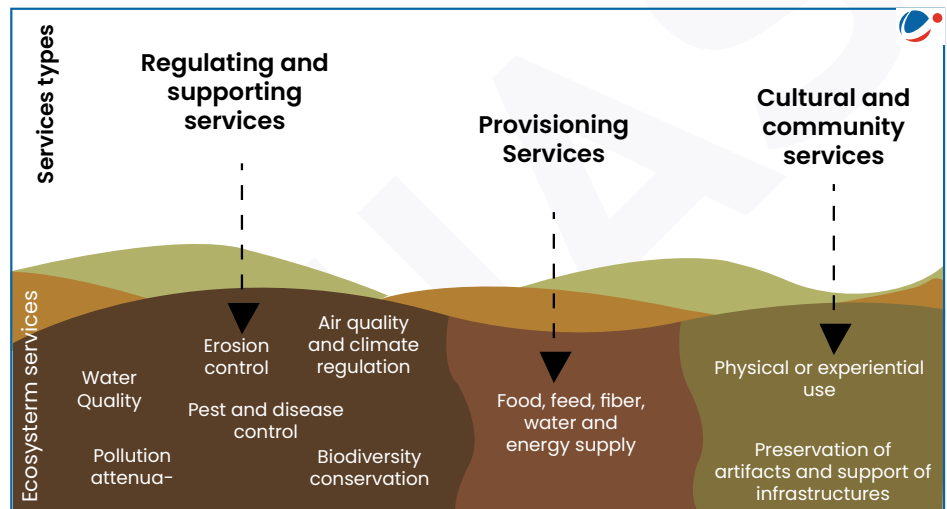 Services types
Regulating and
supporting
services
Provisioning
Services
Cultural and
community
services
Ecosysterm services
Water
Quality
Erosion
control
Air quality
and climate
regulation
Pest and disease
control
Pollution
attenua-
Biodiversity
conservation
Food, feed, fiber,
water and
energy supply
Physical or experiential
use
Preservation of
artifacts and support of
infrastructures